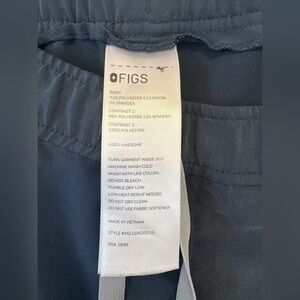 FIGS
BODY:
72% POLYESTER 21% RAYON
7% SPANDEX
CONTRAST 1:
88% POLYESTER 12% SPANDEX
CONTRAST 2:
100% POLYESTER
100% AWESOME
TURN GARMENT INSIDE OUT
MACHINE WASH COLD
WASH WITH LIKE COLORS
DO NOT BLEACH
TUMBLE DRY LOW
LOW HEAT IRON IF NEEDED
DO NOT DRY CLEAN
DO NOT USE FABRIC SOFTENER
MADE IN VIETNAM
PO# 2896